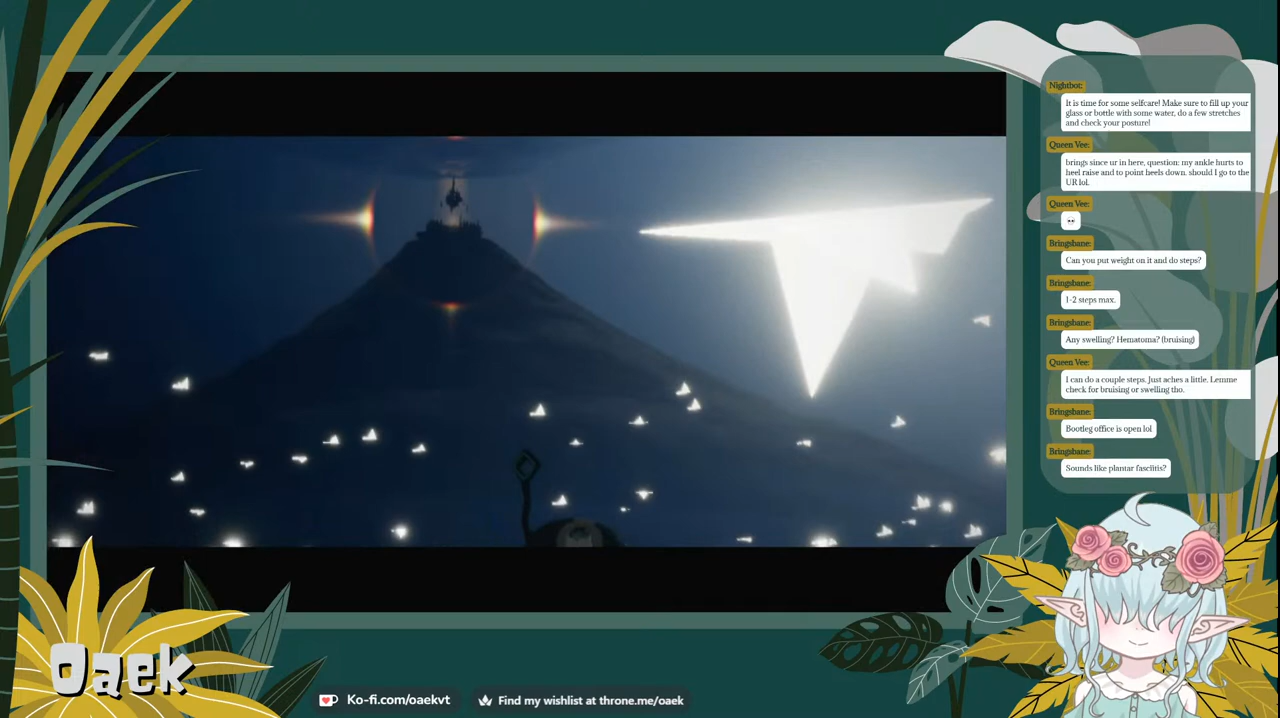 Nightbot:
It is time for some selfcare! Make sure to fill up your
glass or bottle with some water, do a few stretches
and check your posture!
Queen Vee:
brings since ur in here, question: my ankle hurts to
heel raise and to point heels down. should I go to the
UR lol.
Queen Vee:
Bringsbane:
Can you put weight on it and do steps?
Bringsbane:
1-2 steps max.
Bringsbane:
Any swelling? Hematoma? (bruising)
Queen Vee:
I can do a couple steps. Just aches a little. Lemme
check for bruising or swelling tho.
Bringsbane:
Bootleg office is open lol
Bringsbane:
Sounds like plantar fasciitis?
Oaek
Ko-fi.com/oaekvt
Find my wishlist at throne.me/oaek